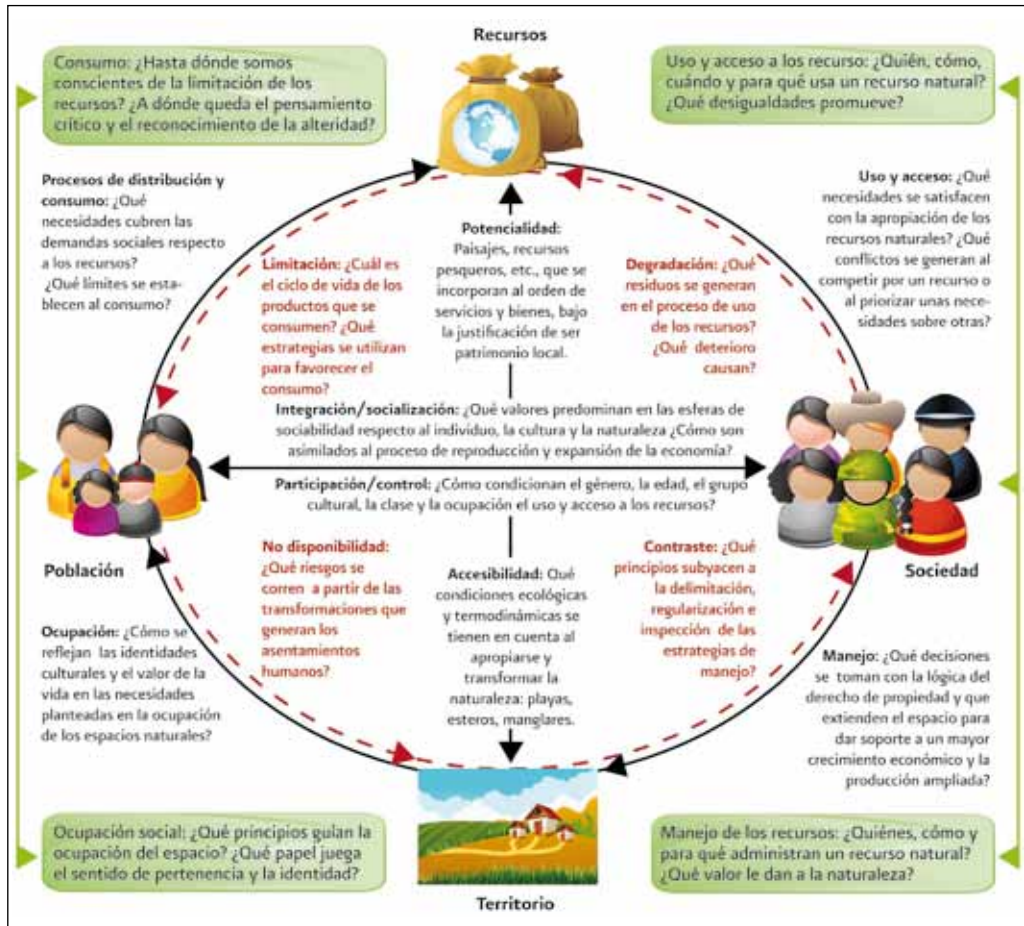 Recursos
Consumo: ¿Hasta dónde somos
conscientes de la limitación de los
recursos? ¿A dónde queda el pensamiento
crítico y el reconocimiento de la alteridad?
Uso y acceso a los recurso: ¿Quién, cómo,
cuándo y para qué usa un recurso natural?
¿Qué desigualdades promueve?
Procesos de distribución y
consumo: ¿Qué
necesidades cubren las
demandas sociales respecto
a los recursos?
¿Qué límites se esta-
blecen al consumo?
Limitación: ¿Cuál es
el ciclo de vida de los
productos que se
consumen? ¿Qué
estrategias se utilizan
para favorecer el
consumo?
Potencialidad:
Paisajes, recursos
pesqueros, etc., que se
incorporan al orden de
servicios y bienes, bajo
la justificación de ser
patrimonio local.
Degradación: ¿Qué
residuos se generan
en el proceso de uso
de los recursos?
¿Qué deterioro
causan?
Uso y acceso: ¿Qué
necesidades se satisfacen
con la apropiación de los
recursos naturales? ¿Qué
conflictos se generan al
competir por un recurso o
al priorizar unas nece-
sidades sobre otras?
Integración/socialización: ¿Qué valores predominan en las esferas de
sociabilidad respecto al individuo, la cultura y la naturaleza ¿Cómo son
asimilados al proceso de reproducción y expansión de la economía?
Participación/control: ¿Cómo condicionan el género, la edad, el grupo
cultural, la clase y la ocupación el uso y acceso a los recursos?
Población
Sociedad
No disponibilidad:
¿Qué riesgos se
corren a partir de las
transformaciones que
generan los
asentamientos
humanos?
Accesibilidad: Qué
condiciones ecológicas
y termodinámicas se
tienen en cuenta al
apropiarse y
transformar la
naturaleza: playas,
esteros, manglares.
Contraste: ¿Qué
principios subyacen a
la delimitación,
regularización e
inspección de las
estrategias de
manejo?
Ocupación: ¿Cómo se
reflejan las identidades
culturales y el valor de la
vida en las necesidades
planteadas en la ocupación
de los espacios naturales?
Manejo: ¿Qué decisiones
se toman con la lógica del
derecho de propiedad y que
extienden el espacio para
dar soporte a un mayor
crecimiento económico y la
producción ampliada?
Ocupación social: ¿Qué principios guían la
ocupación del espacio? ¿Qué papel juega
el sentido de pertenencia y la identidad?
Manejo de los recursos: ¿Quiénes, cómo y
para qué administran un recurso natural?
¿Qué valor le dan a la naturaleza?
Territorio